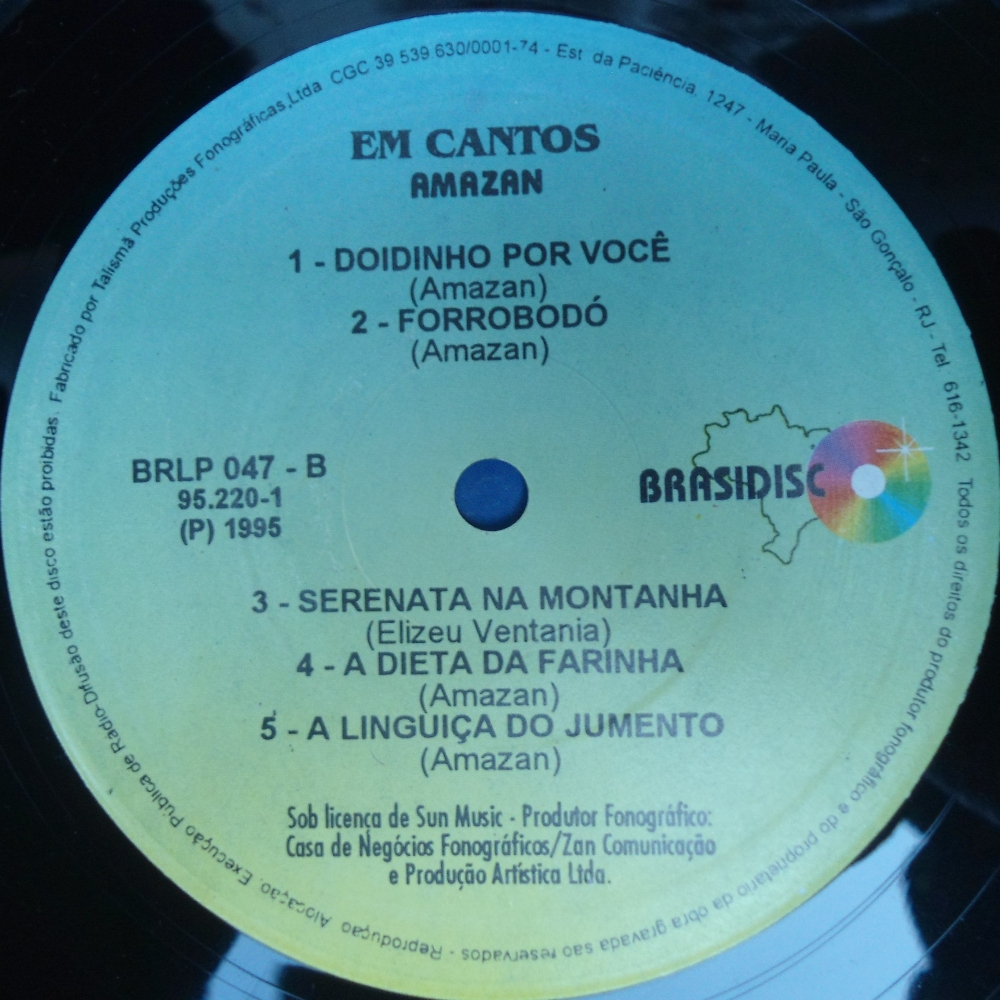 EM CANTOS
AMAZAN
1 - DOIDINHO POR VOCÊ
(Amazan)
2 - FORROBODÓ
(Amazan)
BRLP 047 - B
95.220-1
(P) 1995
BRASIDISC
3 - SERENATA NA MONTANHA
(Elizeu Ventania)
4 - A DIETA DA FARINHA
(Amazan)
5 - A LINGUIÇA DO JUMENTO
(Amazan)
Sob licença de Sun Music - Produtor Fonográfico:
Casa de Negócios Fonográficos/Zan Comunicação
e Produção Artística Ltda.
Fabricado por Talismã Produções Fonográficas,Ltda CGC 39 539 630/0001-74 - Est da Paciência, 1247 - Maria Paula - São Gonçalo - RJ - Tel 616-1342 Todos os direitos do produtor fonográfico e do proprietario da obra gravada são reservados - Reprodução Alocação, Execução Pública de Radio-Difusão deste disco estão proibidas.